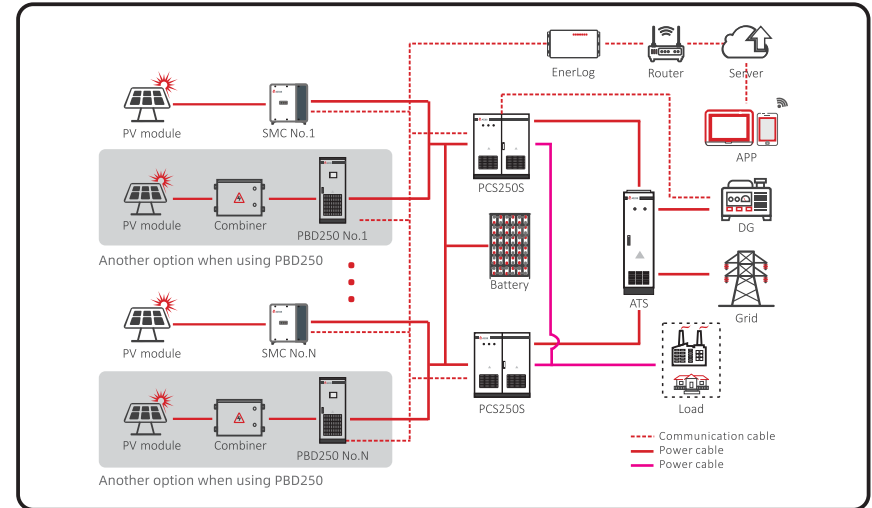 EnerLog
Router
Server
PV module
SMC No.1
PCS250S
APP
PV module
Combiner
PBD250 No.1
DG
Another option when using PBD250
Battery
ATS
Grid
PV module
SMC No.N
PCS250S
Load
PV module
Combiner
PBD250 No.N
Another option when using PBD250
Communication cable
Power cable
Power cable